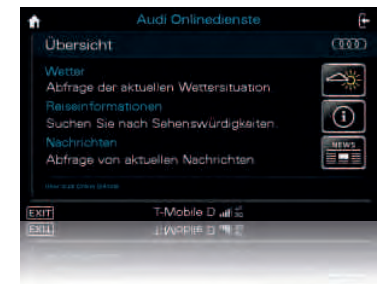 Audi Onlinedienste
Übersicht
Wetter
Abfrage der aktuellen Wettersituation
Reiseinformationen
Suchen Sie nach Sehenswürdigkeiten.
Nachrichten
NEWS
Abfrage von aktuellen Nachrichten
EXIT
T-Mobile D